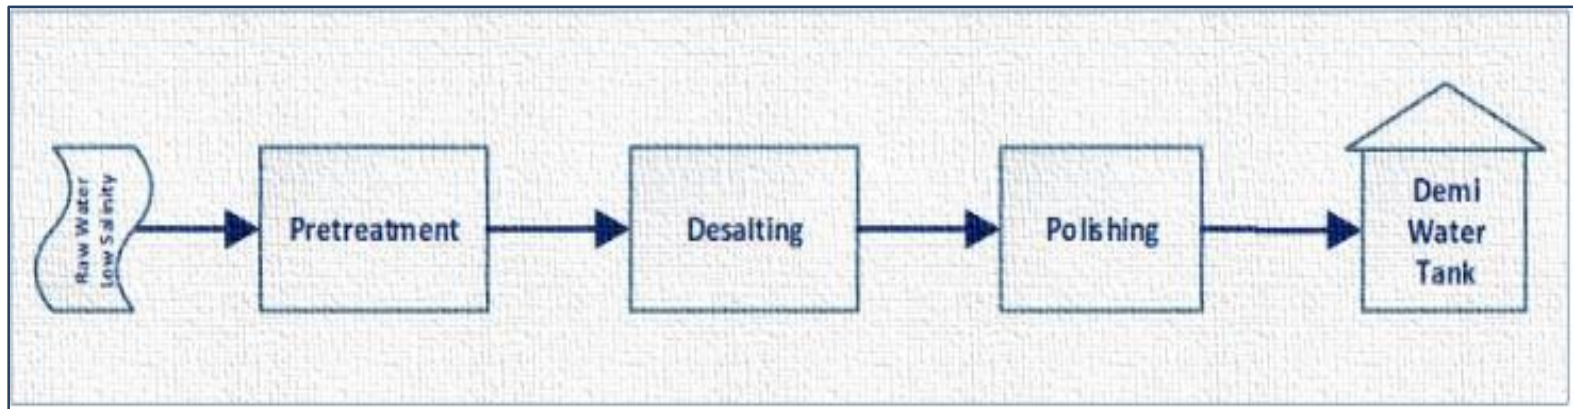 Raw Water
Low Salinity
Pretreatment
Desalting
Polishing
Demi
Water
Tank